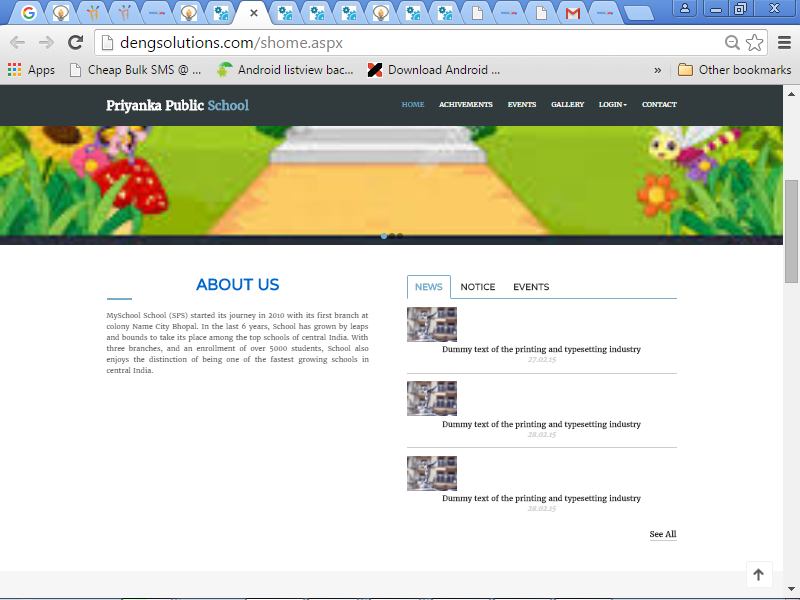 dengsolutions.com/shome.aspx
Apps Cheap Bulk SMS @ ... Android listview bac... Download Android ... » Other bookmarks
Priyanka Public School HOME ACHIVEMENTS EVENTS GALLERY LOGIN CONTACT
ABOUT US
MySchool School (SPS) started its journey in 2010 with its first branch at
colony Name City Bhopal. In the last 6 years, School has grown by leaps
and bounds to take its place among the top schools of central India. With
three branches, and an enrollment of over 5000 students, School also
enjoys the distinction of being one of the fastest growing schools in
central India.
NEWS NOTICE EVENTS
Dummy text of the printing and typesetting industry
27.02.15
Dummy text of the printing and typesetting industry
28.02.15
Dummy text of the printing and typesetting industry
28.02.15
See All